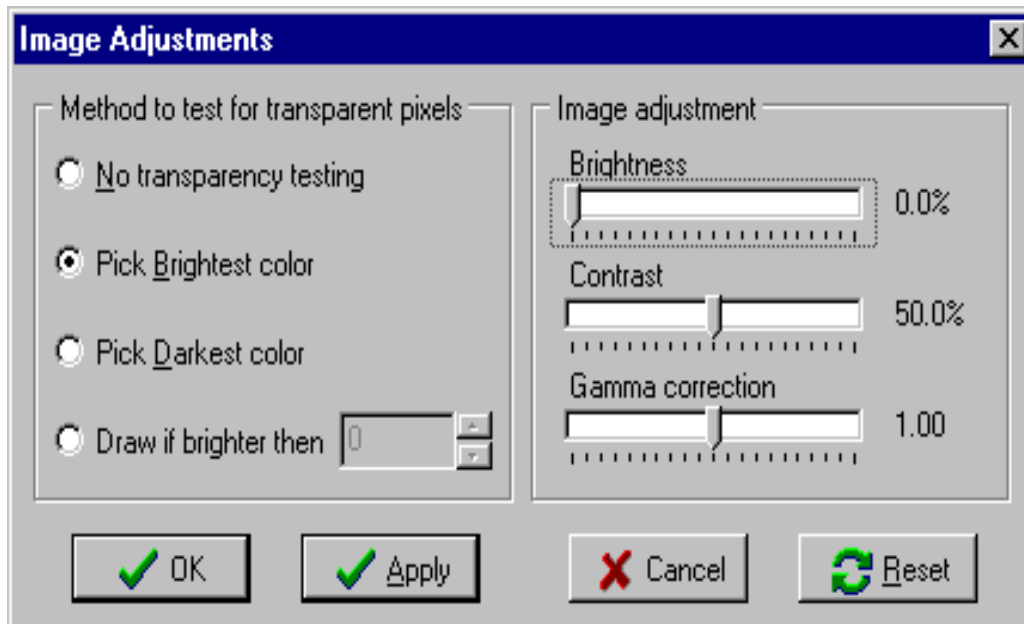 Image Adjustments
Method to test for transparent pixels
No transparency testing
Pick Brightest color
Pick Darkest color
Draw if brighter then 0
Image adjustment
Brightness
0.0%
Contrast
50.0%
Gamma correction
1.00
OK
Apply
Cancel
Reset